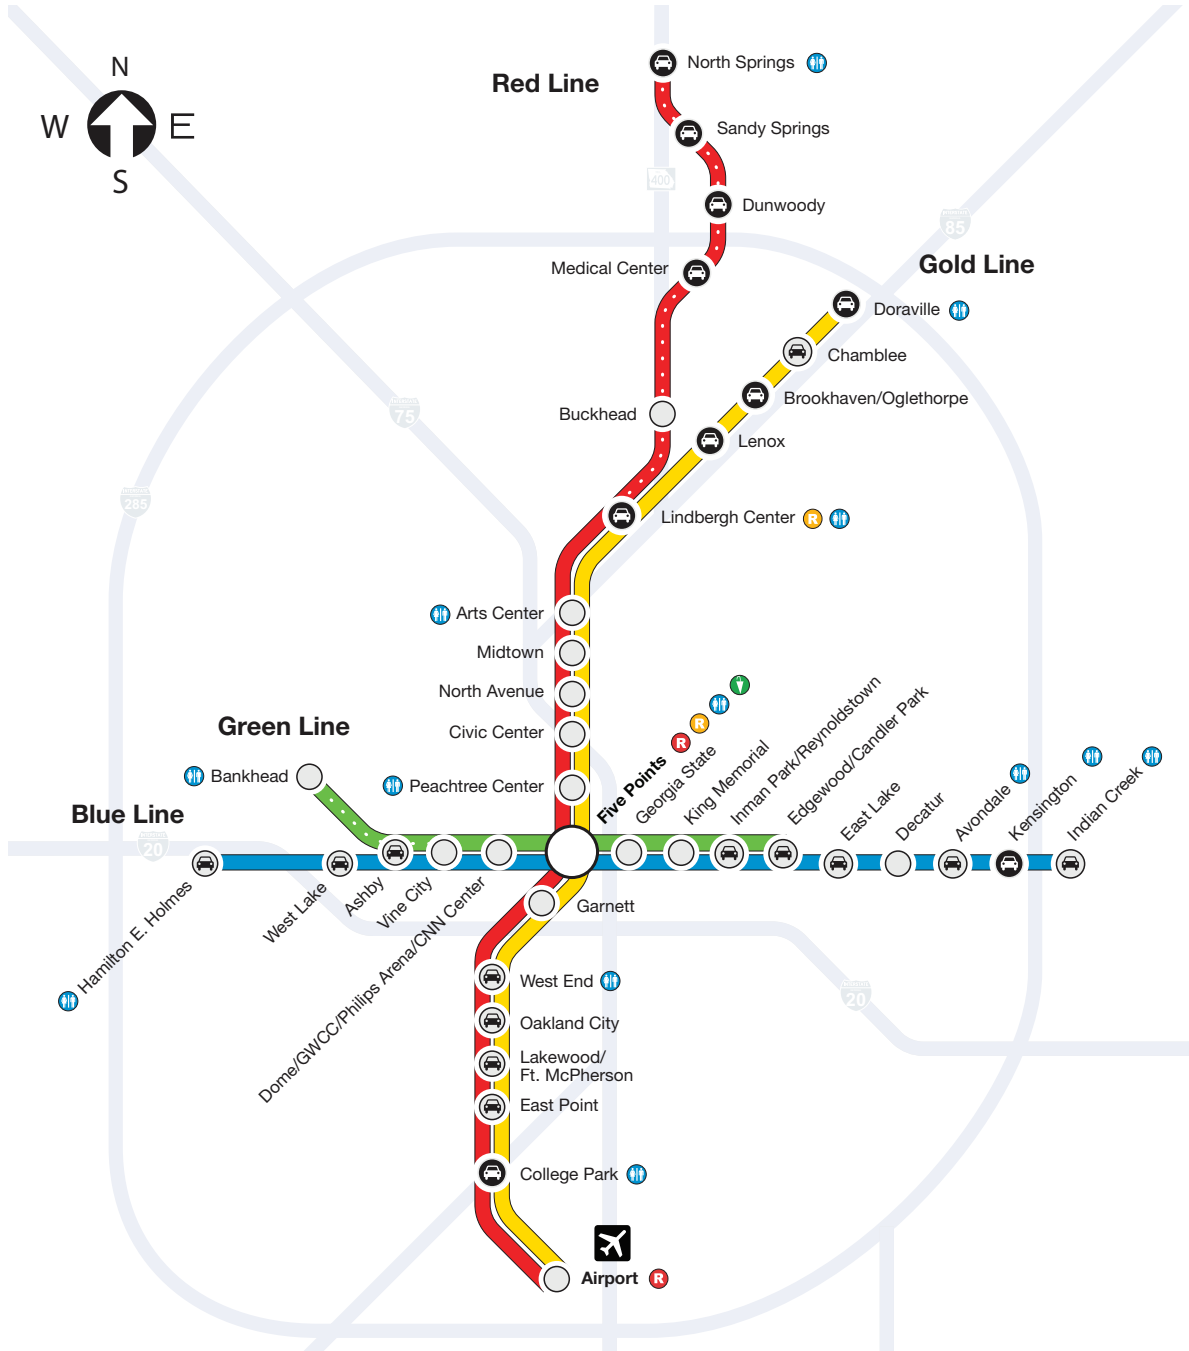 N
W E
S
Red Line
North Springs
Sandy Springs
400
Dunwoody
85
Medical Center
Gold Line
Doraville
Chamblee
Brookhaven/Oglethorpe
75
Buckhead
Lenox
285
Lindbergh Center R
Arts Center
Midtown
North Avenue
Civic Center
Peachtree Center
Green Line
Bankhead
Blue Line
20
Five Points R R
Georgia State
King Memorial
Inman Park/Reynoldstown
Edgewood/Candler Park
East Lake
Decatur
Avondale
Kensington
Indian Creek
Hamilton E. Holmes
West Lake
Ashby
Vine City
Dome/GWCC/Philips Arena/CNN Center
Garnett
West End
20
Oakland City
Lakewood/
Ft. McPherson
East Point
College Park
Airport R